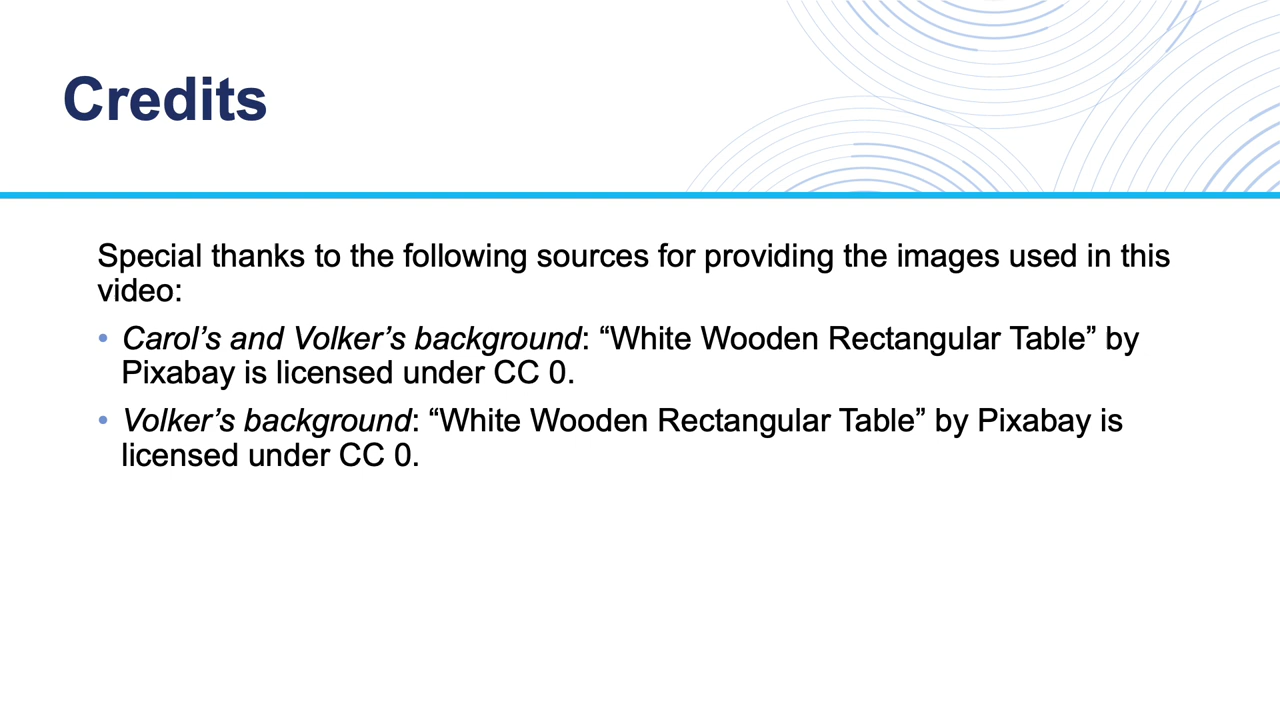 Credits
Special thanks to the following sources for providing the images used in this
video:
• Carol’s and Volker’s background: “White Wooden Rectangular Table” by
Pixabay is licensed under CC 0.
• Volker’s background: “White Wooden Rectangular Table” by Pixabay is
licensed under CC 0.